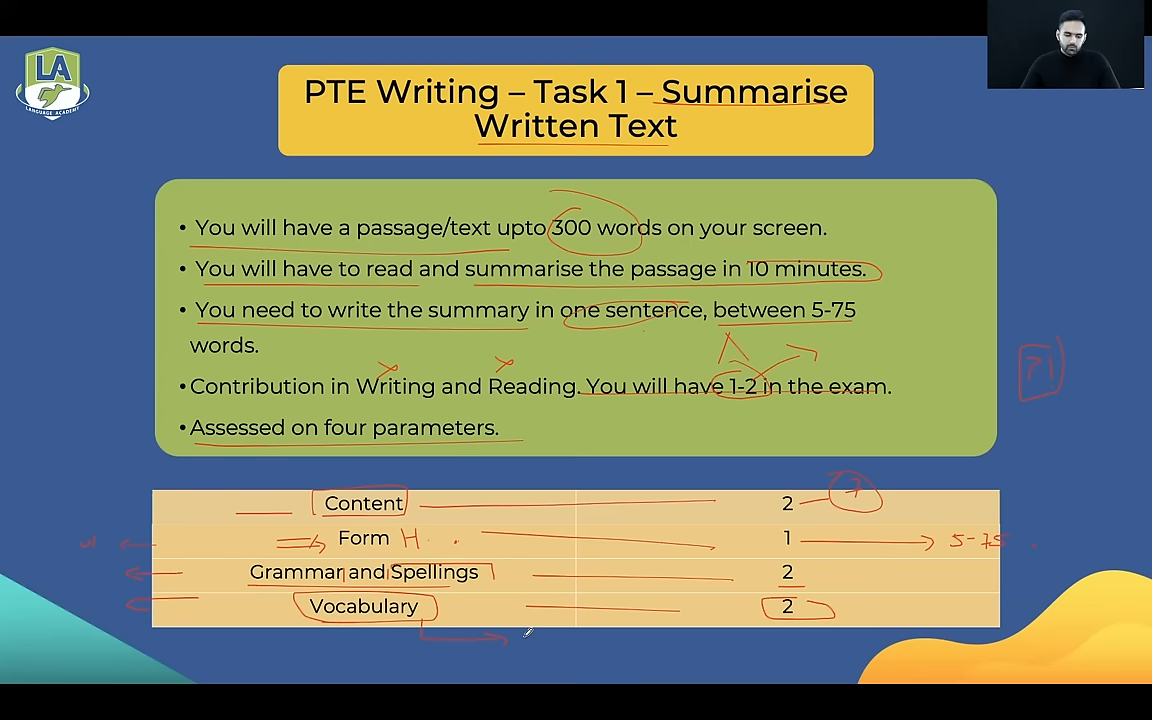 LA
LANGUAGE ACADEMY
PTE Writing – Task 1 – Summarise
Written Text
• You will have a passage/text upto 300 words on your screen.
• You will have to read and summarise the passage in 10 minutes.
• You need to write the summary in one sentence, between 5-75
words.
• Contribution in Writing and Reading. You will have 1-2 in the exam.
• Assessed on four parameters.
Content 2 7
Form 1 5-75
Grammar and Spellings 2
Vocabulary 2